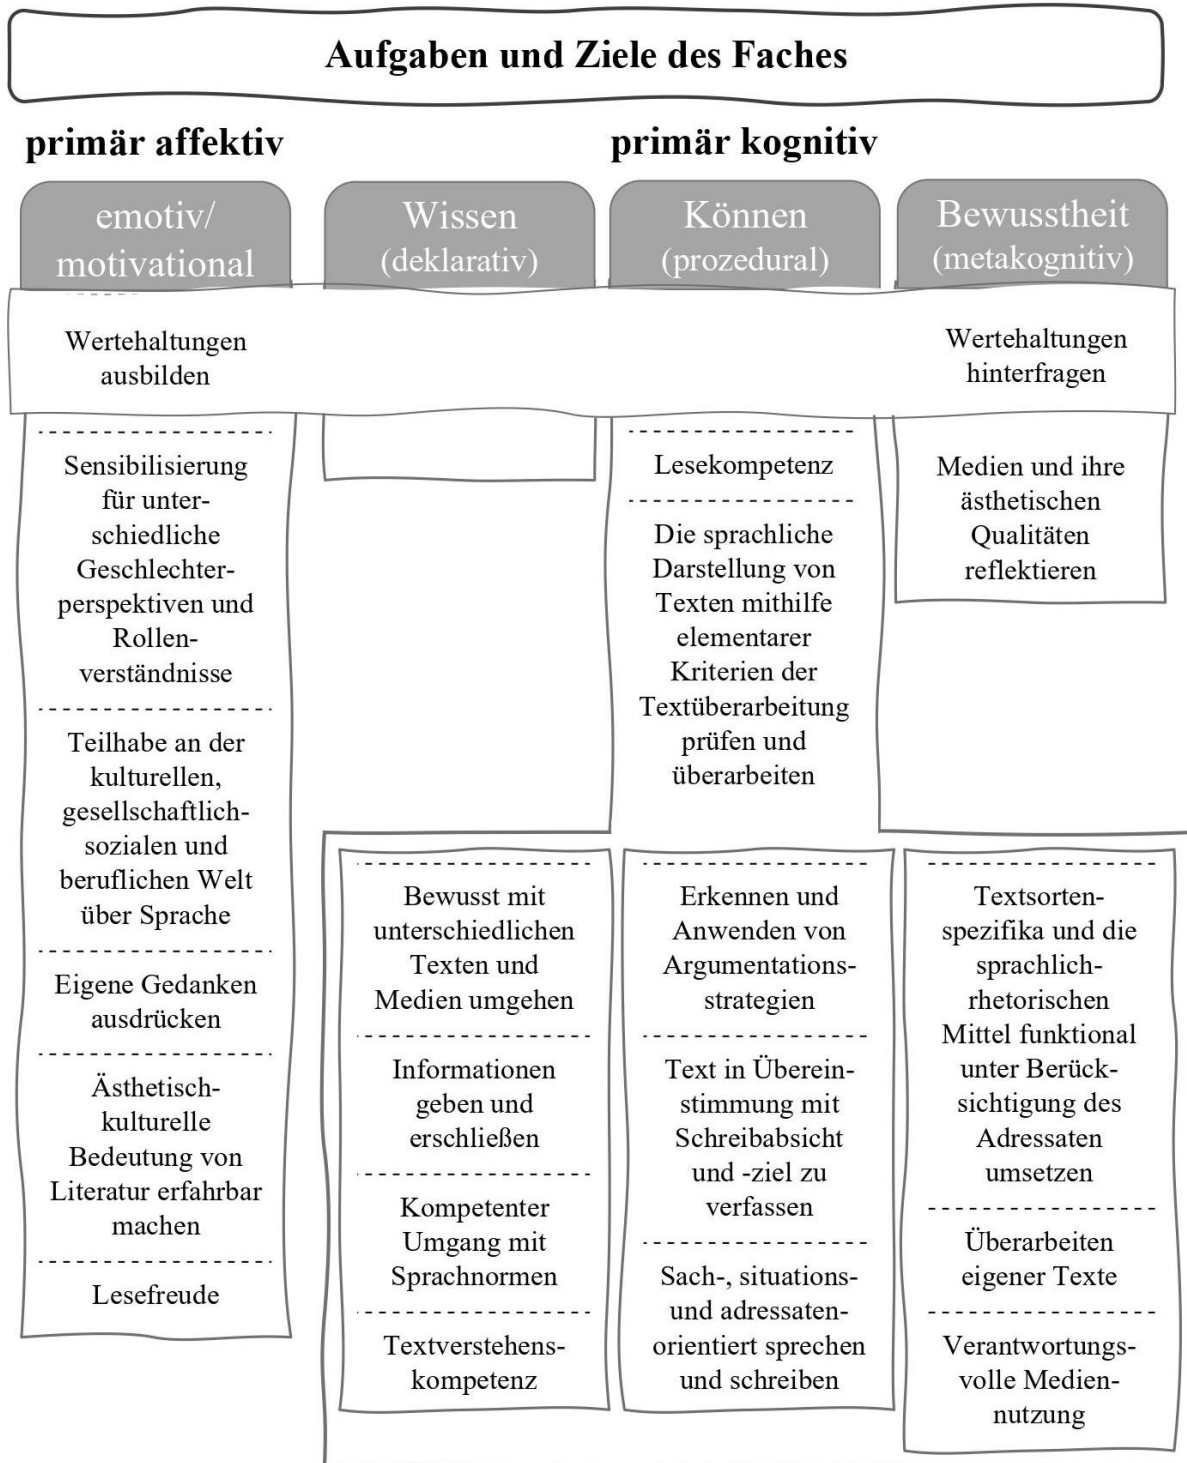 Aufgaben und Ziele des Faches
primär affektiv
primär kognitiv
emotiv/
motivational
Wissen
(deklarativ)
Können
(prozedural)
Bewusstheit
(metakognitiv)
Wertehaltungen
ausbilden
Wertehaltungen
hinterfragen
Sensibilisierung
für unter-
schiedliche
Geschlechter-
perspektiven und
Rollen-
verständnisse
Teilhabe an der
kulturellen,
gesellschaftlich-
sozialen und
beruflichen Welt
über Sprache
Eigene Gedanken
ausdrücken
Ästhetisch-
kulturelle
Bedeutung von
Literatur erfahrbar
machen
Lesefreude
Lesekompetenz
Die sprachliche
Darstellung von
Texten mithilfe
elementarer
Kriterien der
Textüberarbeitung
prüfen und
überarbeiten
Medien und ihre
ästhetischen
Qualitäten
reflektieren
Bewusst mit
unterschiedlichen
Texten und
Medien umgehen
Informationen
geben und
erschließen
Kompetenter
Umgang mit
Sprachnormen
Textverstehens-
kompetenz
Erkennen und
Anwenden von
Argumentations-
strategien
Text in Überein-
stimmung mit
Schreibabsicht
und -ziel zu
verfassen
Sach-, situations-
und adressaten-
orientiert sprechen
und schreiben
Textsorten-
spezifika und die
sprachlich-
rhetorischen
Mittel funktional
unter Berück-
sichtigung des
Adressaten
umsetzen
Überarbeiten
eigener Texte
Verantwortungs-
volle Medien-
nutzung